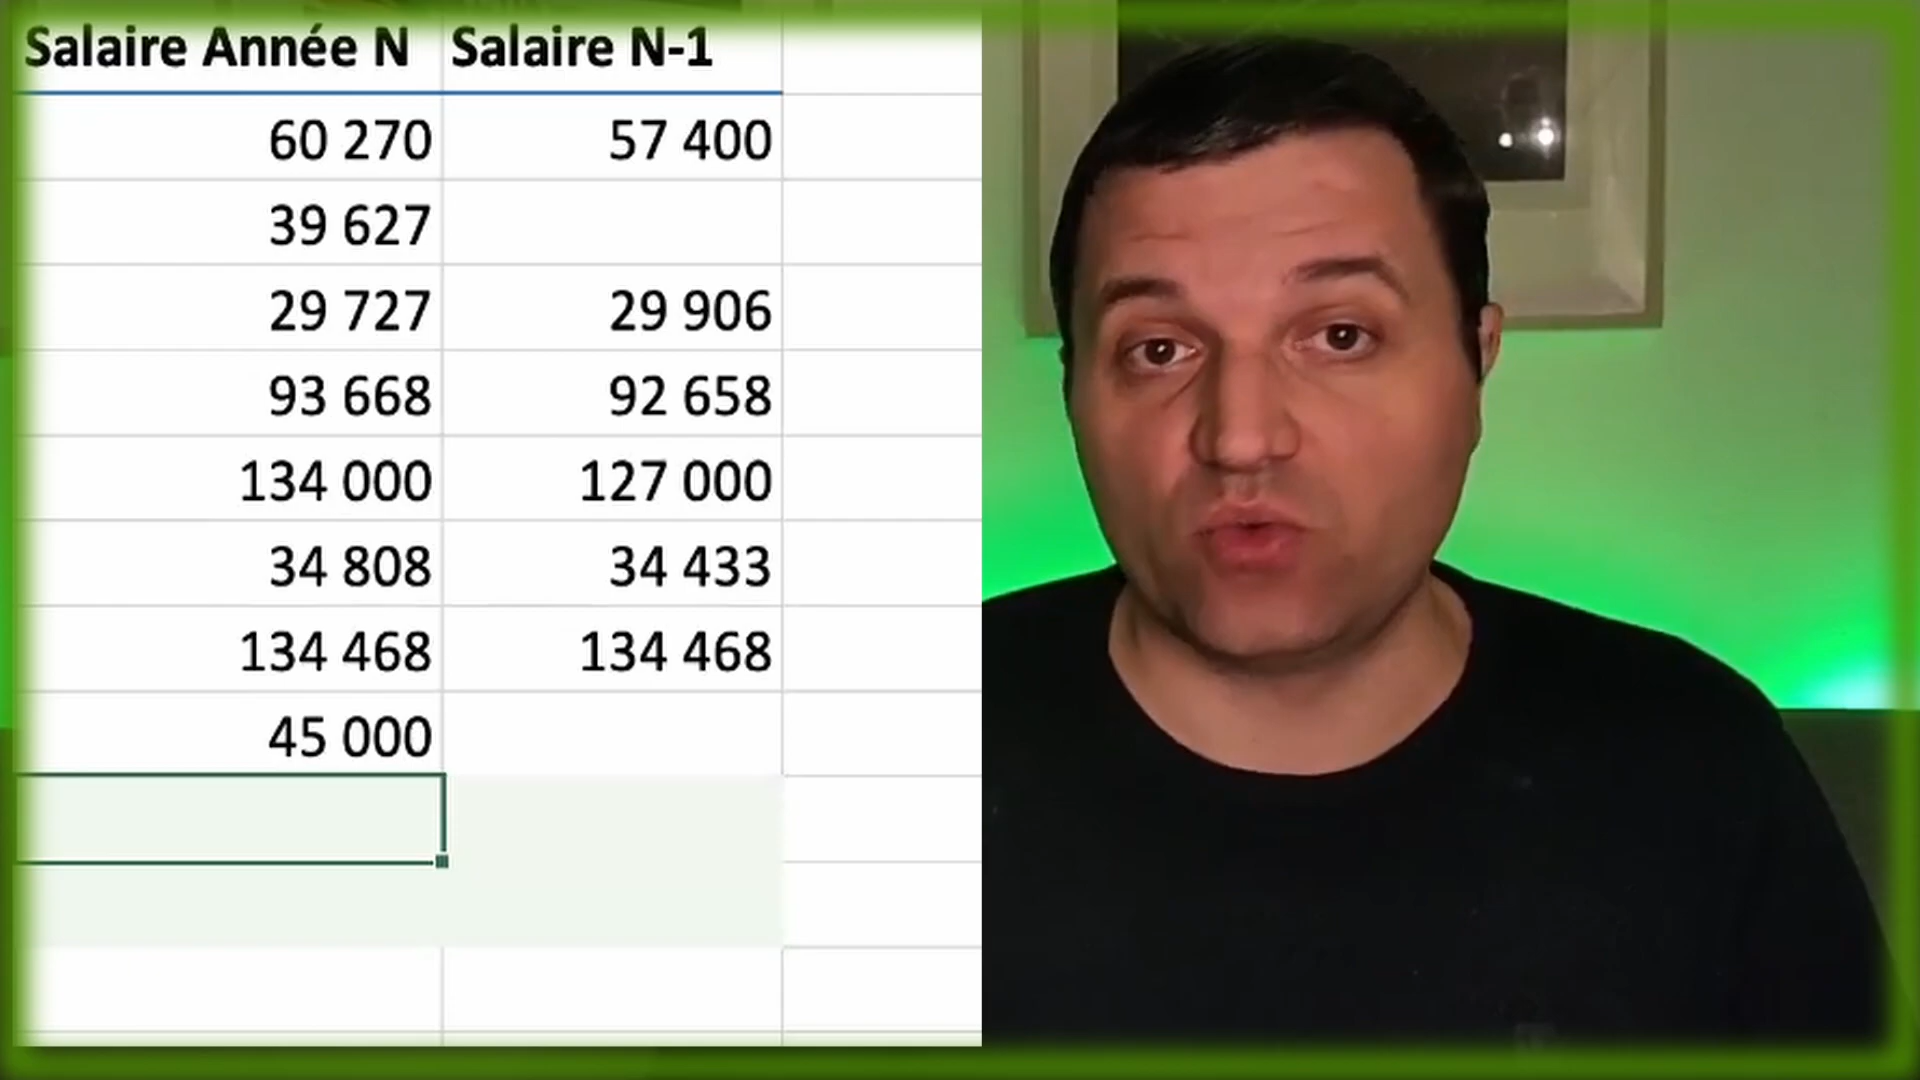 Salaire Année N Salaire N-1
60 270 57 400
39 627
29 727 29 906
93 668 92 658
134 000 127 000
34 808 34 433
134 468 134 468
45 000